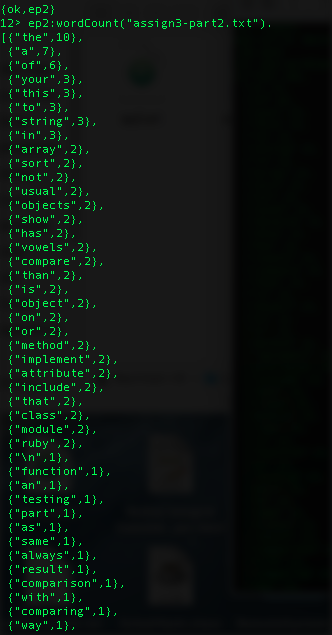 {ok,ep2}
12> ep2:wordCount("assign3-part2.txt").
[{"the",10},
{"a",7},
{"of",6},
{"your",3},
{"this",3},
{"to",3},
{"string",3},
{"in",3},
{"array",2},
{"sort",2},
{"not",2},
{"usual",2},
{"objects",2},
{"show",2},
{"has",2},
{"vowels",2},
{"compare",2},
{"than",2},
{"is",2},
{"object",2},
{"on",2},
{"or",2},
{"method",2},
{"implement",2},
{"attribute",2},
{"include",2},
{"that",2},
{"class",2},
{"module",2},
{"ruby",2},
{"\n",1},
{"function",1},
{"an",1},
{"testing",1},
{"part",1},
{"as",1},
{"same",1},
{"always",1},
{"result",1},
{"comparison",1},
{"with",1},
{"comparing",1},
{"way",1},